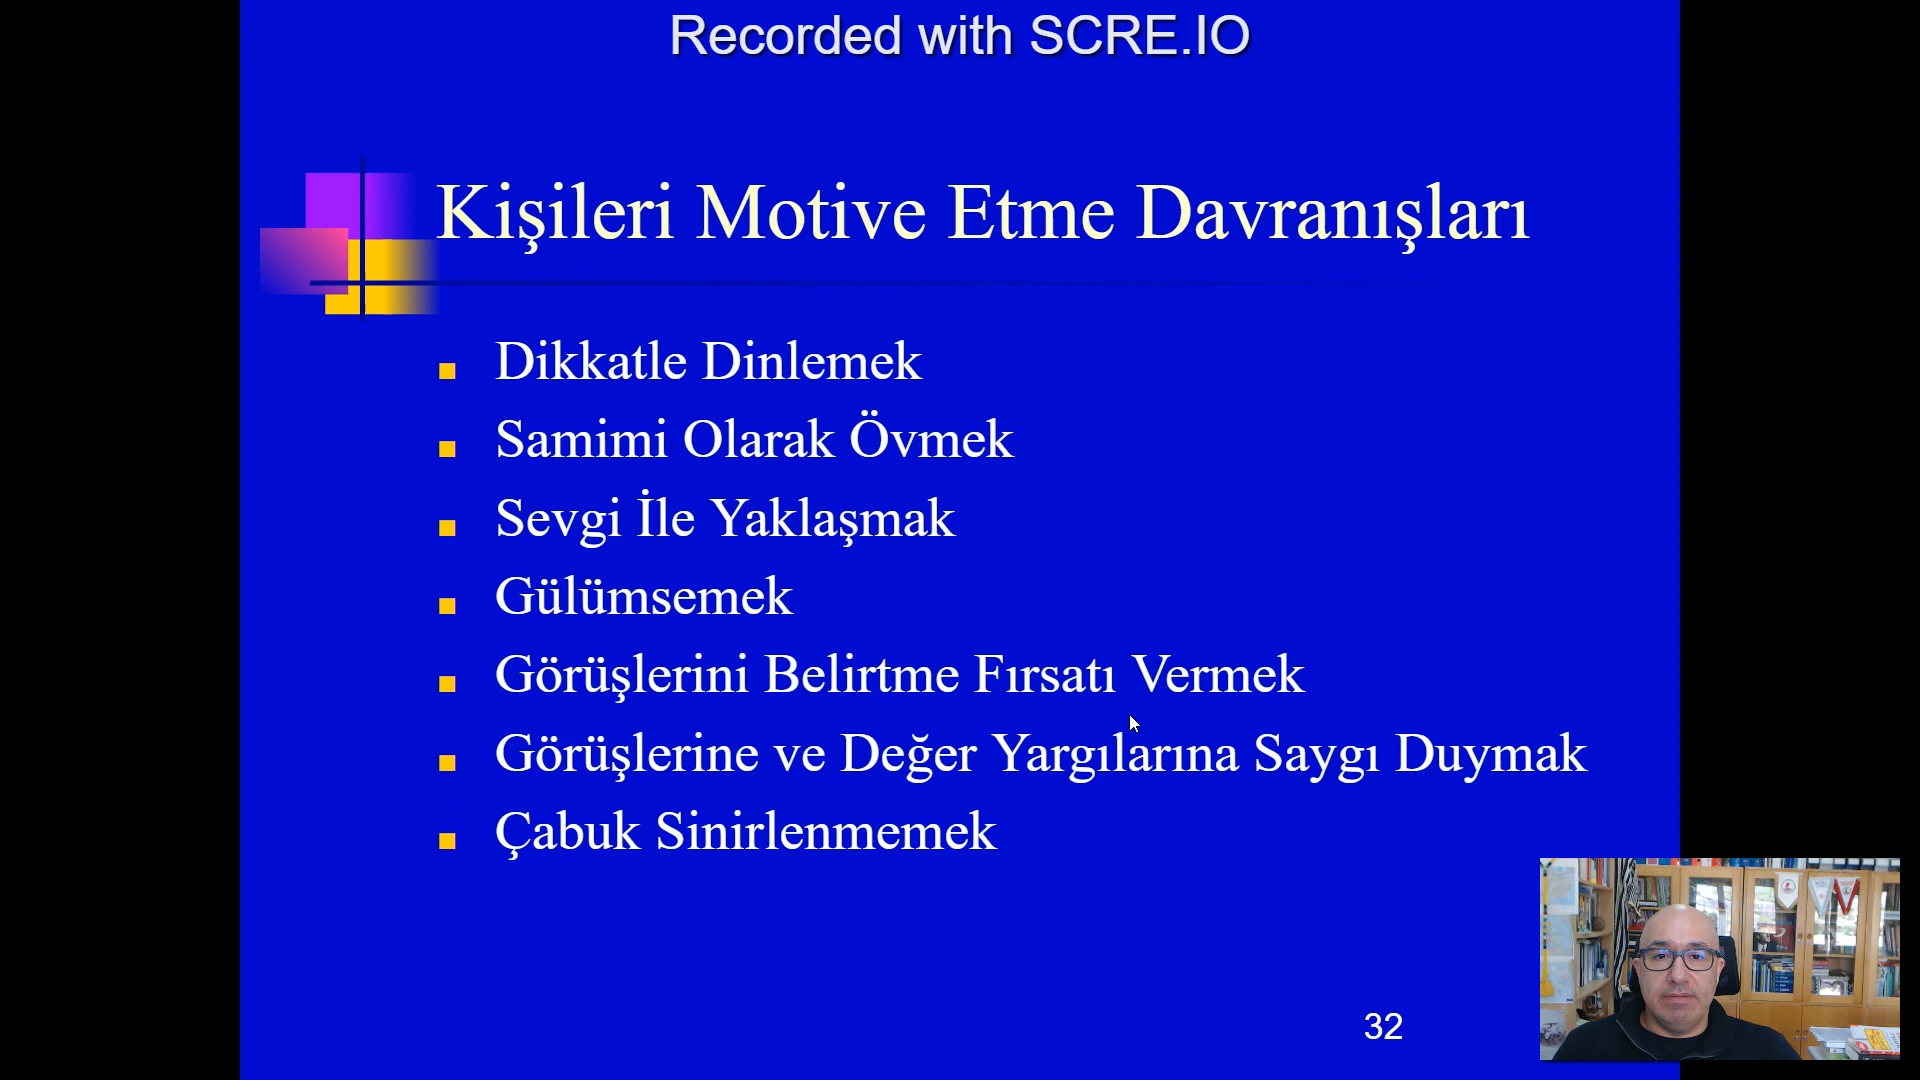 Recorded with SCRE.IO
Kişileri Motive Etme Davranışları
Dikkatle Dinlemek
Samimi Olarak Övmek
Sevgi İle Yaklaşmak
Gülümsemek
Görüşlerini Belirtme Fırsatı Vermek
Görüşlerine ve Değer Yargılarına Saygı Duymak
Çabuk Sinirlenmemek
32